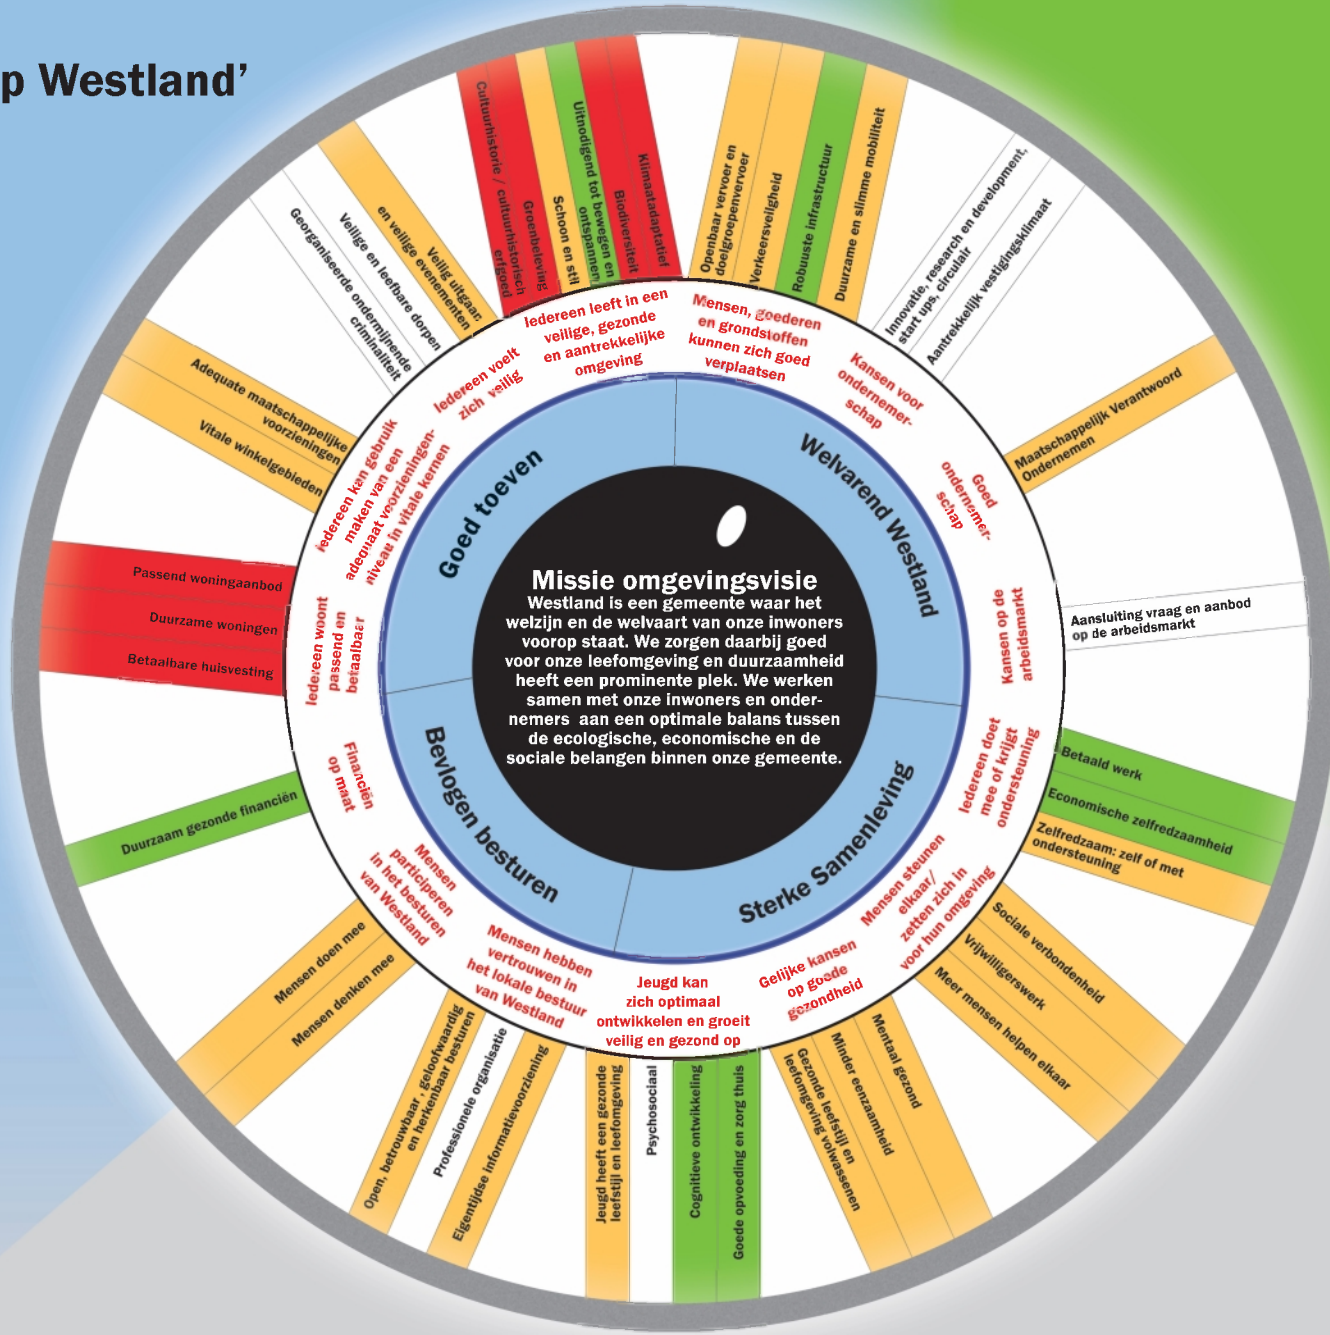 p Westland’
Missie omgevingsvisie
Westland is een gemeente waar het
welzijn en de welvaart van onze inwoners
voorop staat. We zorgen daarbij goed
voor onze leefomgeving en duurzaamheid
heeft een prominente plek. We werken
samen met onze inwoners en onder-
nemers aan een optimale balans tussen
de ecologische, economische en de
sociale belangen binnen onze gemeente.
Goed toeven
Welvarend Westland
Sterke Samenleving
Bevlogen besturen
Iedereen leeft in een
veilige, gezonde
en aantrekkelijke
omgeving
Mensen, goederen
en grondstoffen
kunnen zich goed
verplaatsen
Kansen voor
ondernemer-
schap
Goed
ondernemer-
schap
Kansen op de
arbeidsmarkt
Iedereen doet
mee of krijgt
ondersteuning
Mensen steunen
elkaar/
zetten zich in
voor hun omgeving
Gelijke kansen
op goede
gezondheid
Jeugd kan
zich optimaal
ontwikkelen en groeit
veilig en gezond op
Mensen hebben
vertrouwen in
het lokale bestuur
van Westland
Mensen
participeren
in het besturen
van Westland
Financiën
op maat
Iedereen woont
passend en
betaalbaar
Iedereen kan gebruik
maken van een
adequaat voorzieningen-
niveau in vitale kernen
Iedereen voelt
zich veilig
Cultuurhistorie / cultuurhistorisch
erfgoed
Groenbeleving
Schoon en stil
Uitnodigend tot bewegen en
ontspannen
Biodiversiteit
Klimaatadaptatief
Openbaar vervoer en
doelgroepenvervoer
Verkeersveiligheid
Robuuste infrastructuur
Duurzame en slimme mobiliteit
Innovatie, research en development,
start ups, circulair
Aantrekkelijk vestigingsklimaat
Maatschappelijk Verantwoord
Ondernemen
Aansluiting vraag en aanbod
op de arbeidsmarkt
Betaald werk
Economische zelfredzaamheid
Zelfredzaam: zelf of met
ondersteuning
Sociale verbondenheid
Vrijwilligerswerk
Meer mensen helpen elkaar
Mentaal gezond
Minder eenzaamheid
Gezonde leefstijl en
leefomgeving volwassenen
Goede opvoeding en zorg thuis
Cognitieve ontwikkeling
Psychosociaal
Jeugd heeft een gezonde
leefstijl en leefomgeving
Eigentijdse informatievoorziening
Professionele organisatie
Open, betrouwbaar, geloofwaardig
en herkenbaar besturen
Mensen denken mee
Mensen doen mee
Duurzaam gezonde financiën
Betaalbare huisvesting
Duurzame woningen
Passend woningaanbod
Vitale winkelgebieden
Adequate maatschappelijke
voorzieningen
Georganiseerde ondermijnende
criminaliteit
Veilige en leefbare dorpen
Veilig uitgaan
en veilige evenementen